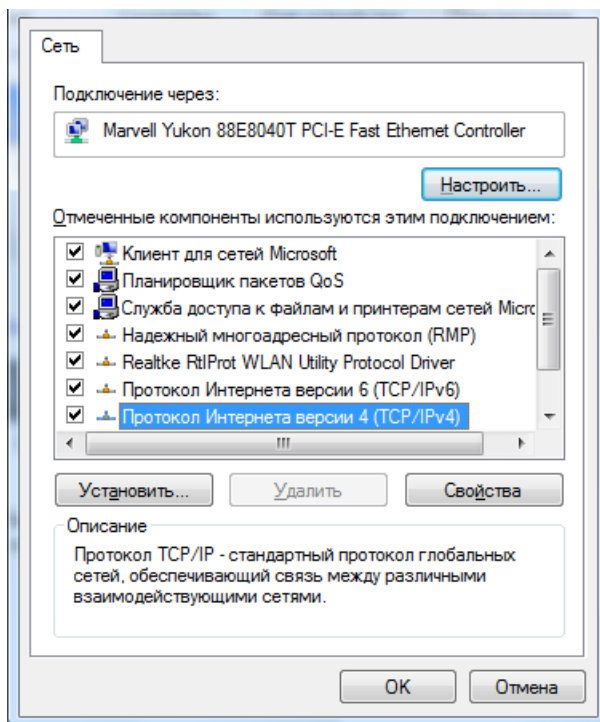 Сеть
Подключение через:
Marvell Yukon 88E8040T PCI-E Fast Ethernet Controller
Настроить...
Отмеченные компоненты используются этим подключением:
Клиент для сетей Microsoft
Планировщик пакетов QoS
Служба доступа к файлам и принтерам сетей Micro
Надежный многоадресный протокол (RMP)
Realtke RtlProt WLAN Utility Protocol Driver
Протокол Интернета версии 6 (TCP/IPv6)
Протокол Интернета версии 4 (TCP/IPv4)
Установить... Удалить Свойства
Описание
Протокол TCP/IP - стандартный протокол глобальных
сетей, обеспечивающий связь между различными
взаимодействующими сетями.
OK Отмена